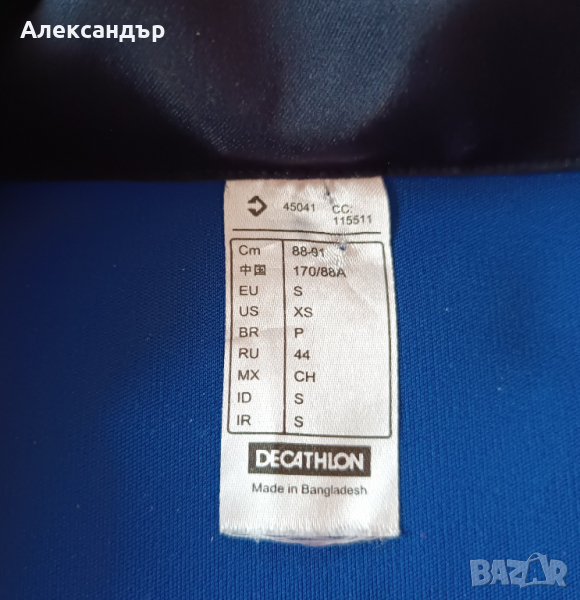 Александър
45041 CC:
115511
Cm 88-91
中国 170/88A
EU S
US XS
BR P
RU 44
MX CH
ID S
IR S
DECATHLON
Made in Bangladesh
BAZAR